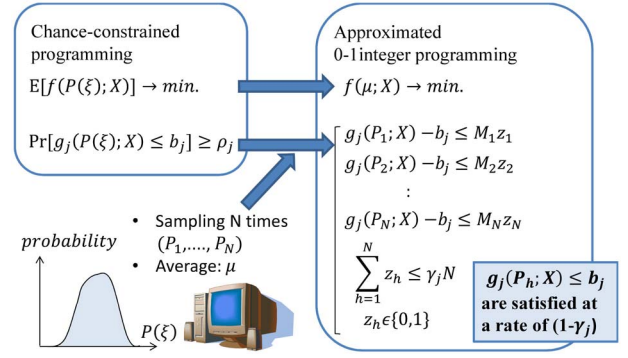 Chance-constrained
programming
E[f(P(ξ); X)] → min.
Pr[g_j(P(ξ); X) ≤ b_j] ≥ ρ_j
Approximated
0-1integer programming
f(μ; X) → min.
g_j(P_1; X) −b_j ≤ M_1z_1
g_j(P_2; X) −b_j ≤ M_2z_2
:
g_j(P_N; X) −b_j ≤ M_Nz_N
N
∑ z_h ≤ γ_jN
h=1
z_hϵ{0,1}
• Sampling N times
(P_1,...., P_N)
• Average: μ
probability
P(ξ)
g_j(P_h; X) ≤ b_j
are satisfied at
a rate of (1-γ_j)